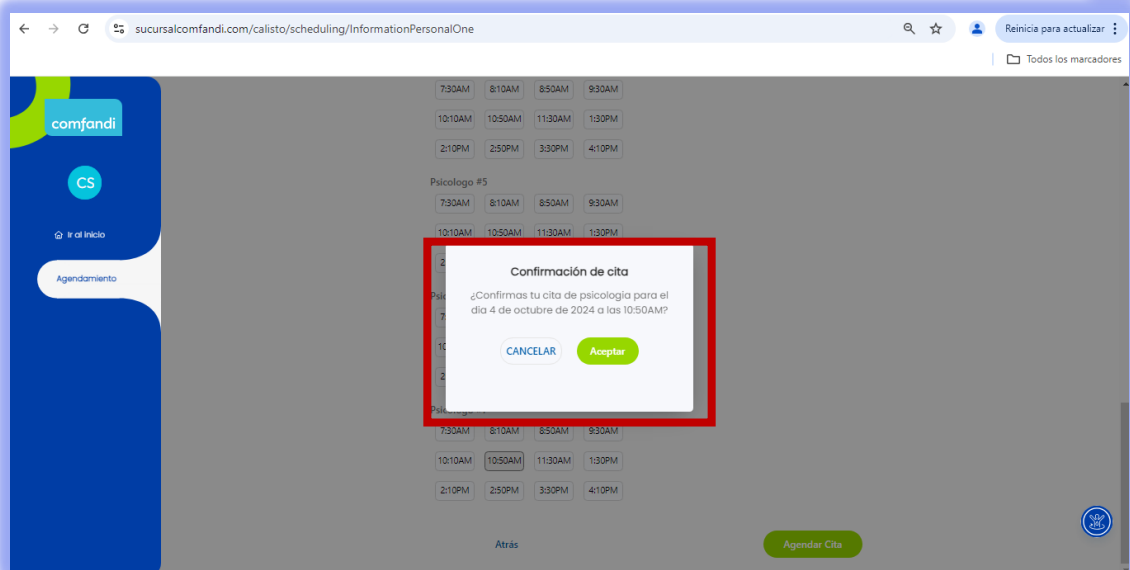 sucursalcomfandi.com/calisto/scheduling/InformationPersonalOne
Reinicia para actualizar
Todos los marcadores
comfandi
CS
Ir al inicio
Agendamiento
7:30AM 8:10AM 8:50AM 9:30AM
10:10AM 10:50AM 11:30AM 1:30PM
2:10PM 2:50PM 3:30PM 4:10PM
Psicologo #5
7:30AM 8:10AM 8:50AM 9:30AM
10:10AM 10:50AM 11:30AM 1:30PM
Confirmación de cita
¿Confirmas tu cita de psicologia para el
dia 4 de octubre de 2024 a las 10:50AM?
CANCELAR Aceptar
7:30AM 8:10AM 8:50AM 9:30AM
10:10AM 10:50AM 11:30AM 1:30PM
2:10PM 2:50PM 3:30PM 4:10PM
Atrás
Agendar Cita